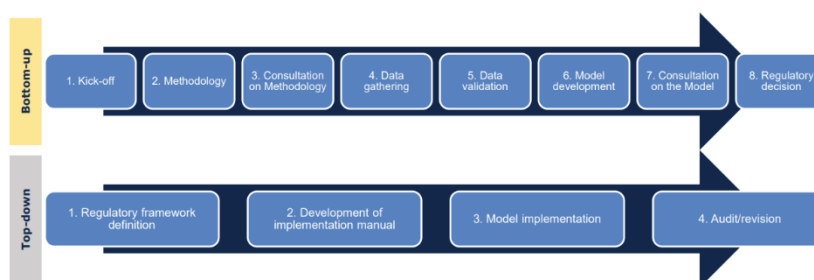 Bottom-up
1. Kick-off
2. Methodology
3. Consultation
on Methodology
4. Data
gathering
5. Data
validation
6. Model
development
7. Consultation
on the Model
8. Regulatory
decision
Top-down
1. Regulatory framework
definition
2. Development of
implementation manual
3. Model implementation
4. Audit/revision